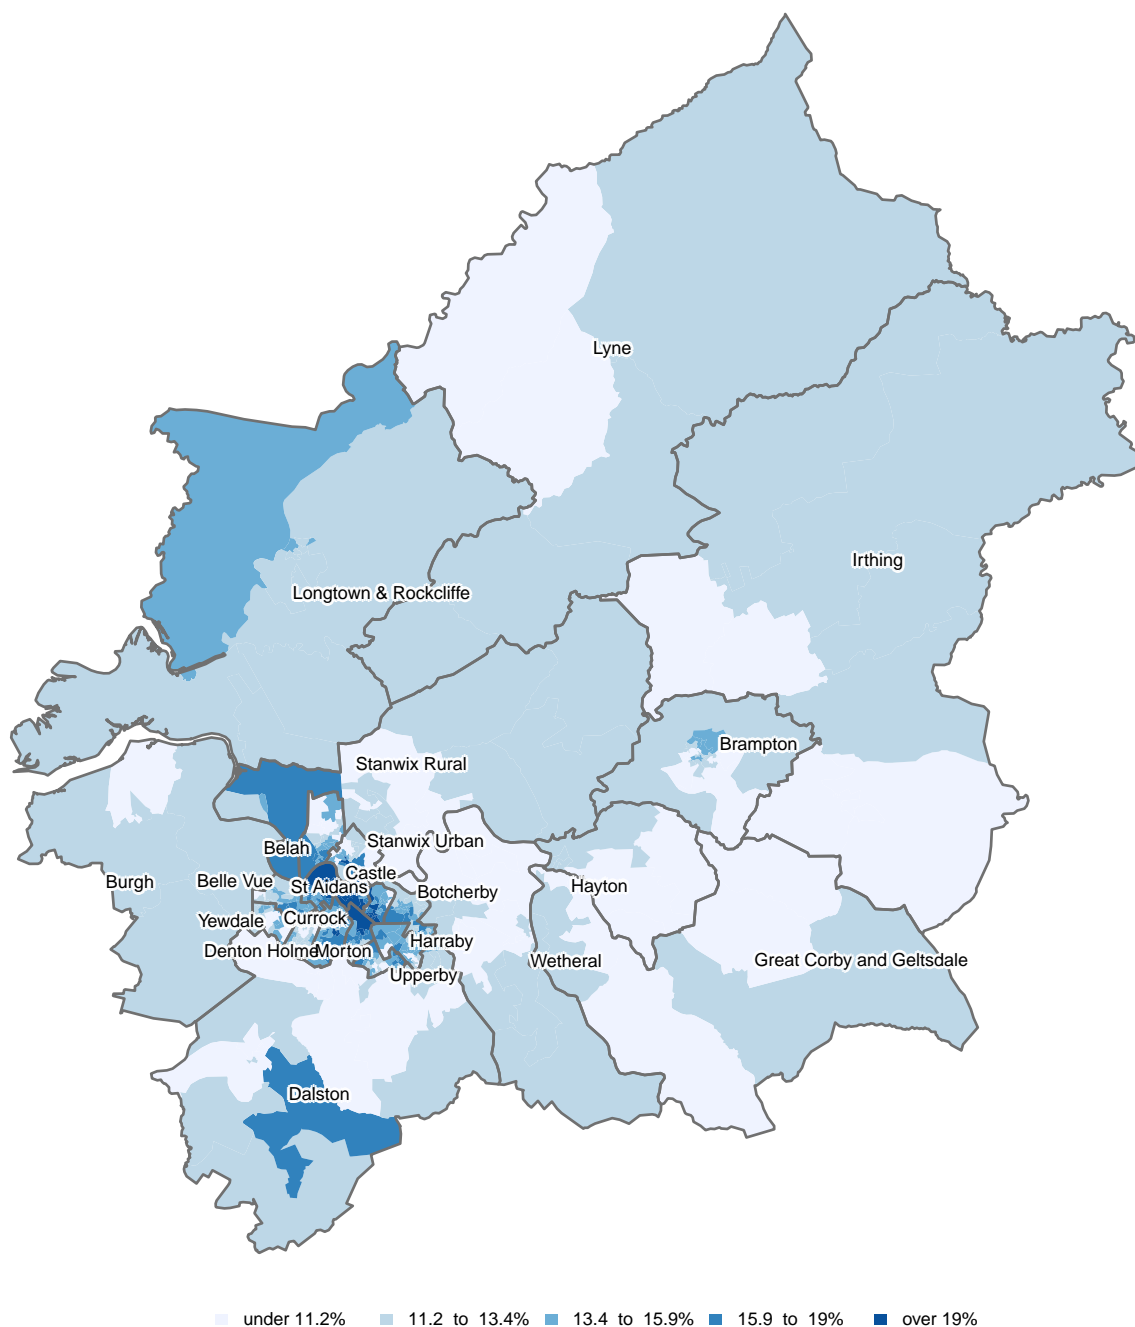 Lyne
Irthing
Longtown & Rockcliffe
Brampton
Stanwix Rural
Stanwix Urban
Belah
Castle
Belle Vue
St Aidans
Burgh
Botcherby
Hayton
Yewdale
Currock
Harraby
Denton Holme
Morton
Wetheral
Great Corby and Geltsdale
Upperby
Dalston
under 11.2% 11.2 to 13.4% 13.4 to 15.9% 15.9 to 19% over 19%